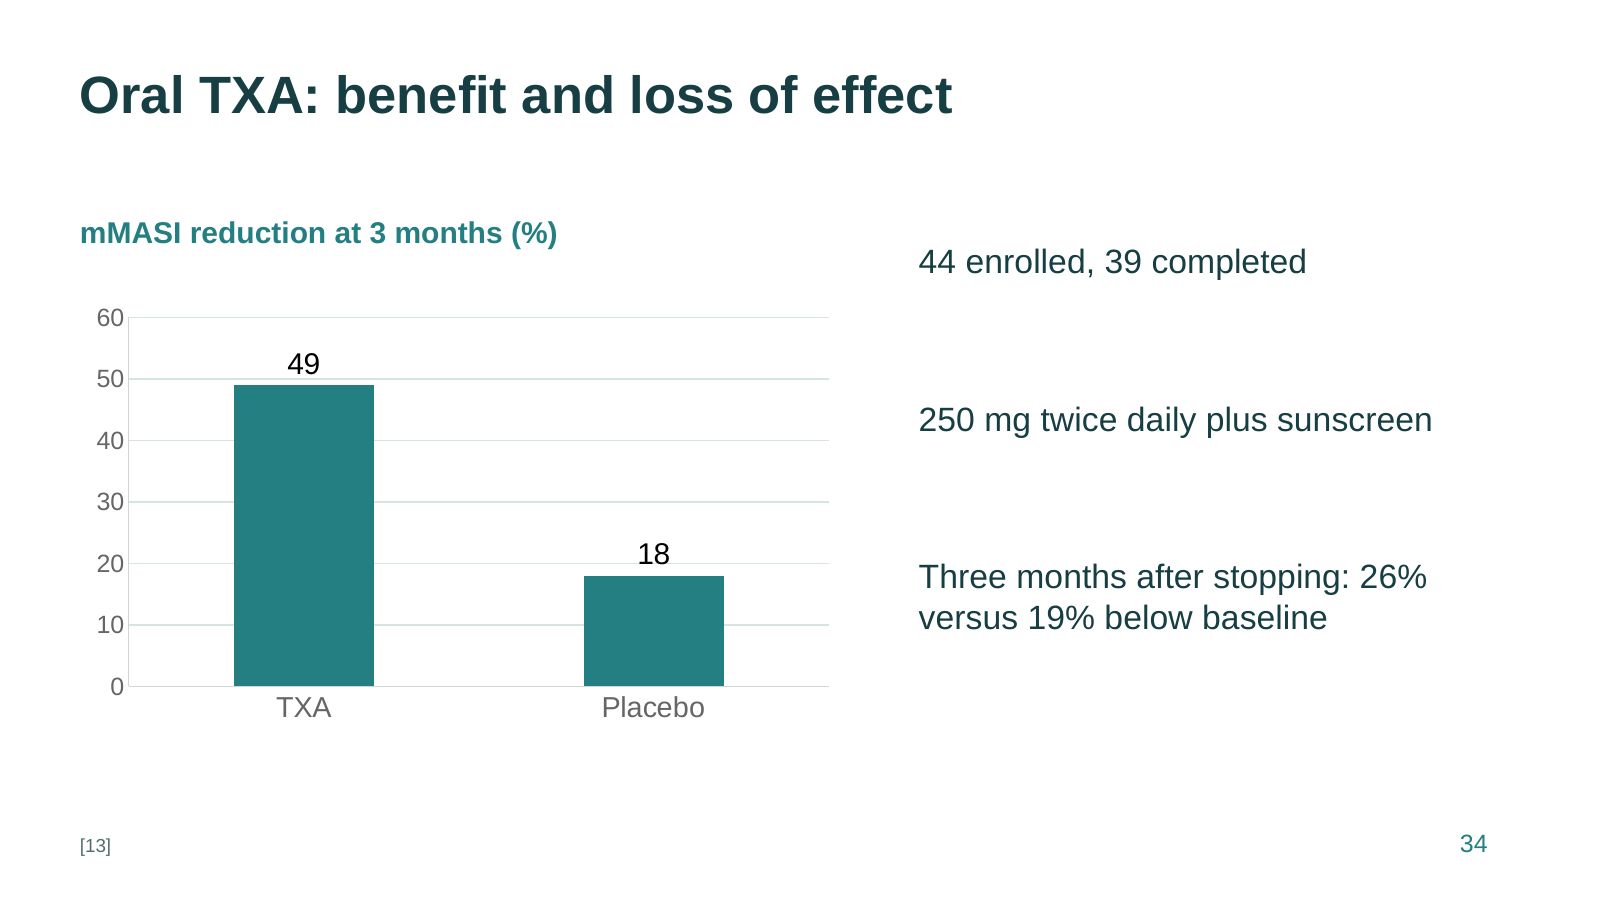 Oral TXA: benefit and loss of effect
mMASI reduction at 3 months (%)
60
50
40
30
20
10
0
49
18
TXA
Placebo
44 enrolled, 39 completed
250 mg twice daily plus sunscreen
Three months after stopping: 26%
versus 19% below baseline
[13]
34